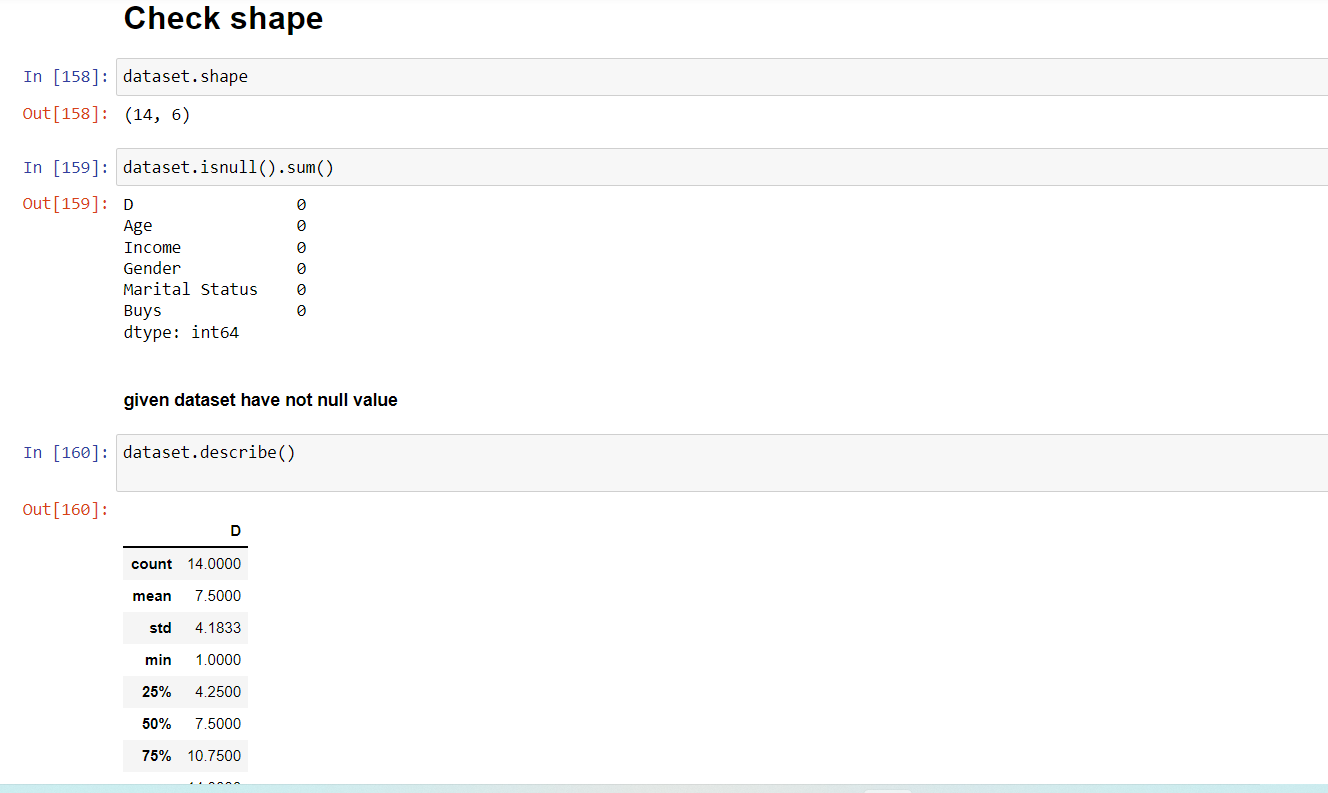 Check shape
In [158]: dataset.shape
Out[158]: (14, 6)
In [159]: dataset.isnull().sum()
Out[159]: D 0
Age 0
Income 0
Gender 0
Marital Status 0
Buys 0
dtype: int64
given dataset have not null value
In [160]: dataset.describe()
Out[160]:
D
count 14.0000
mean 7.5000
std 4.1833
min 1.0000
25% 4.2500
50% 7.5000
75% 10.7500